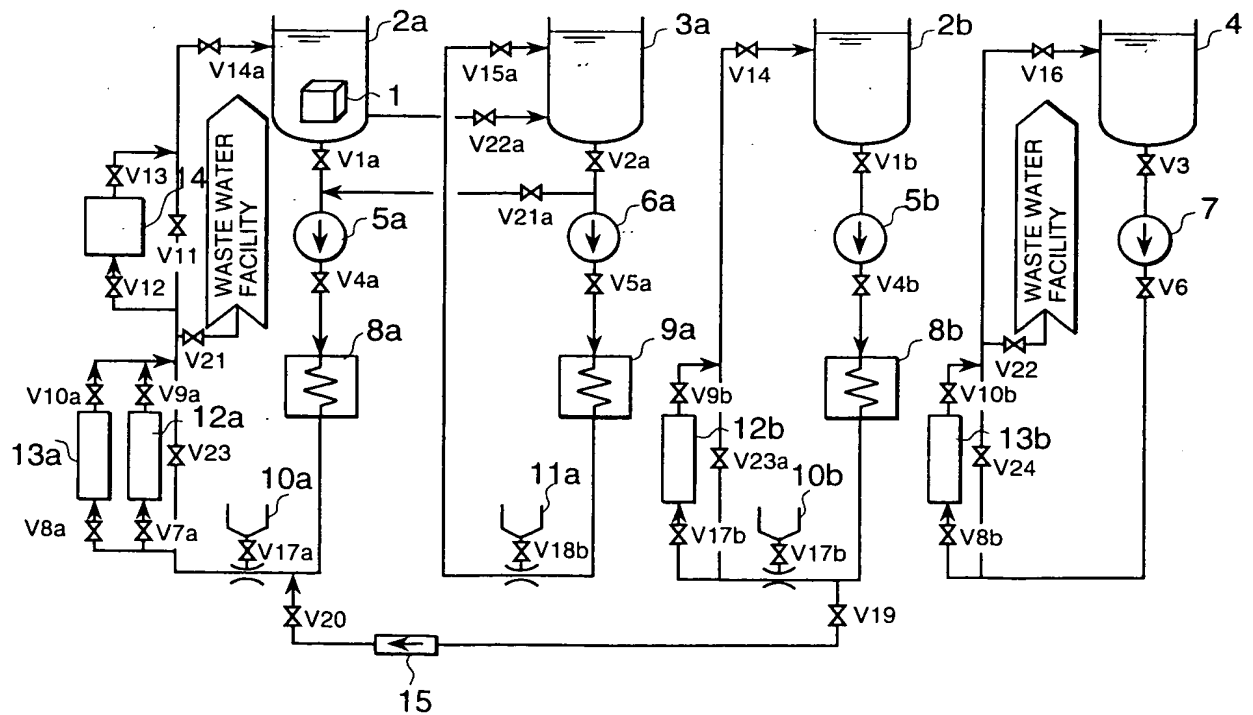 2a
3a
2b
4
V14a
V15a
V14
V16
1
V22a
V1a
V2a
V1b
V3
V13
14
V11
V12
WASTE WATER
FACILITY
5a
V21a
6a
5b
WASTE WATER
FACILITY
7
V4a
V5a
V4b
V6
V21
8a
9a
8b
V22
V10a
V9a
V9b
V10b
13a
12a
V23
12b
V23a
13b
V24
10a
11a
10b
V8a
V7a
V17a
V18b
V17b
V17b
V8b
V20
V19
15